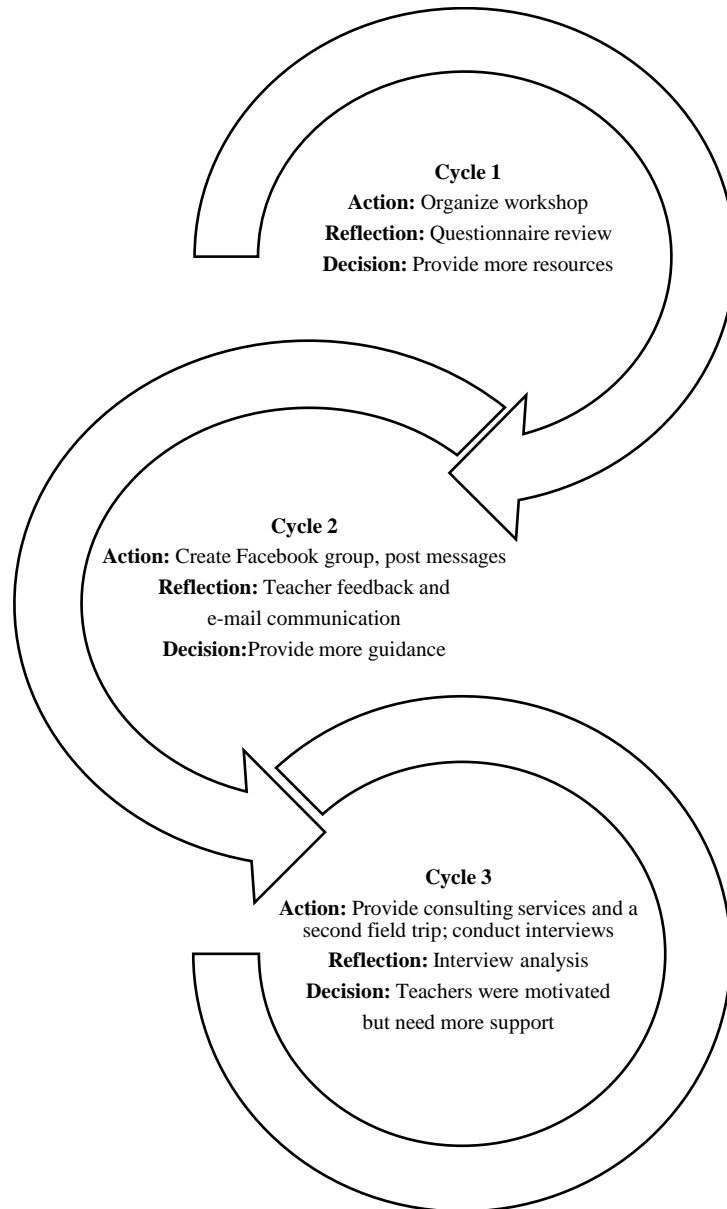 Cycle 1
Action: Organize workshop
Reflection: Questionnaire review
Decision: Provide more resources
Cycle 2
Action: Create Facebook group, post messages
Reflection: Teacher feedback and
e-mail communication
Decision:Provide more guidance
Cycle 3
Action: Provide consulting services and a
second field trip; conduct interviews
Reflection: Interview analysis
Decision: Teachers were motivated
but need more support